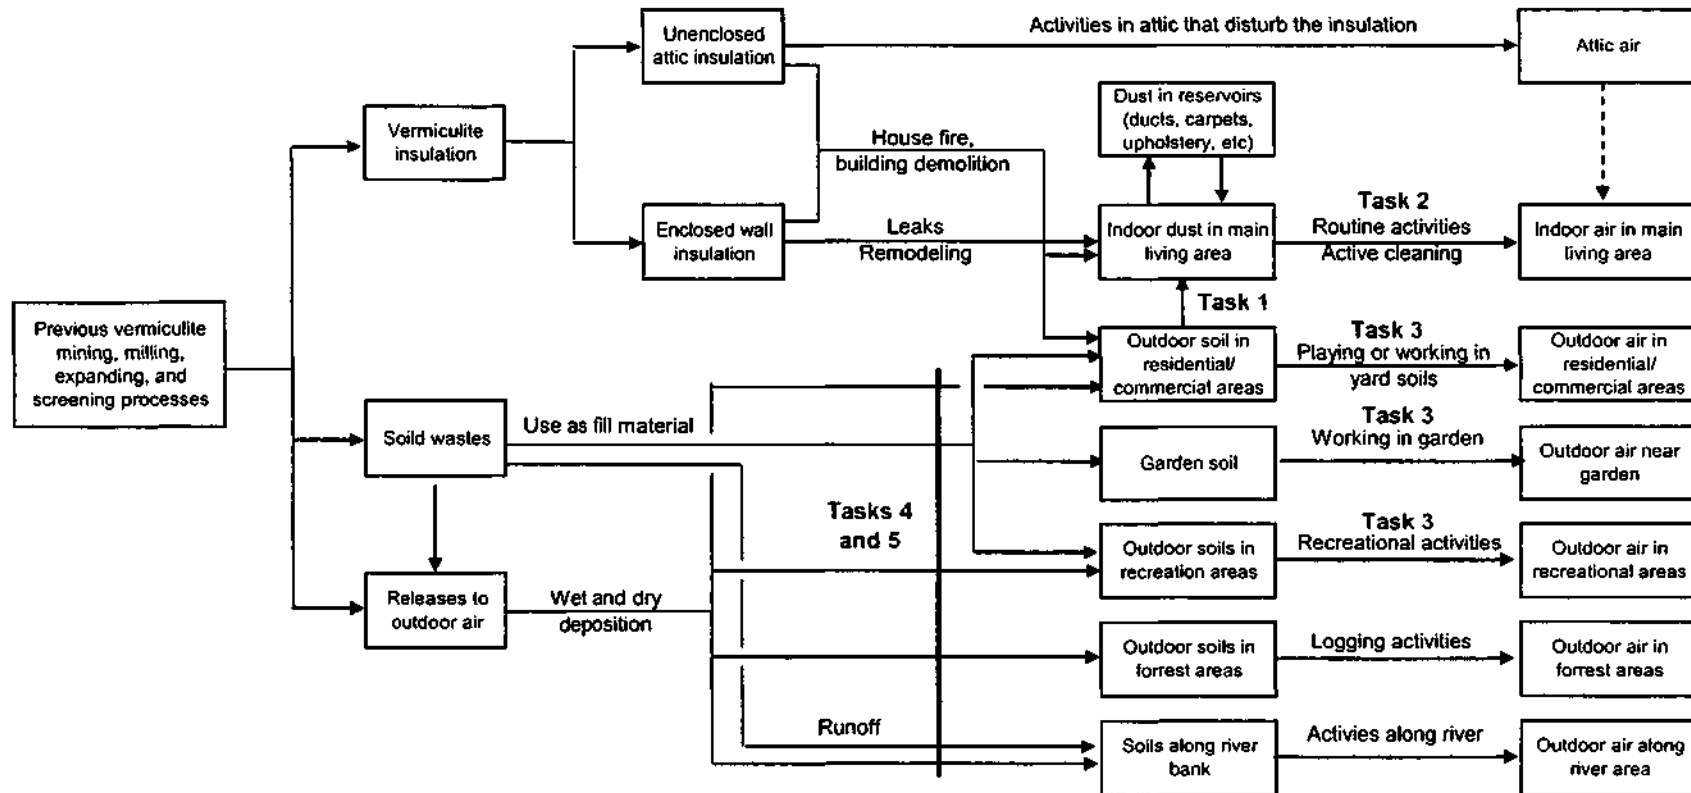 Unenclosed
attic insulation
Activities in attic that disturb the insulation
Attic air
Vermiculite
insulation
House fire,
building demolition
Dust in reservoirs
(ducts, carpets,
upholstery, etc)
Enclosed wall
insulation
Leaks
Remodeling
Indoor dust in main
living area
Task 2
Routine activities
Active cleaning
Indoor air in main
living area
Task 1
Previous vermiculite
mining, milling,
expanding, and
screening processes
Outdoor soil in
residential/
commercial areas
Task 3
Playing or working in
yard soils
Outdoor air in
residential/
commercial areas
Soild wastes
Use as fill material
Garden soil
Task 3
Working in garden
Outdoor air near
garden
Tasks 4
and 5
Outdoor soils in
recreation areas
Task 3
Recreational activities
Outdoor air in
recreational areas
Releases to
outdoor air
Wet and dry
deposition
Outdoor soils in
forrest areas
Logging activities
Outdoor air in
forrest areas
Runoff
Soils along river
bank
Activies along river
Outdoor air along
river area